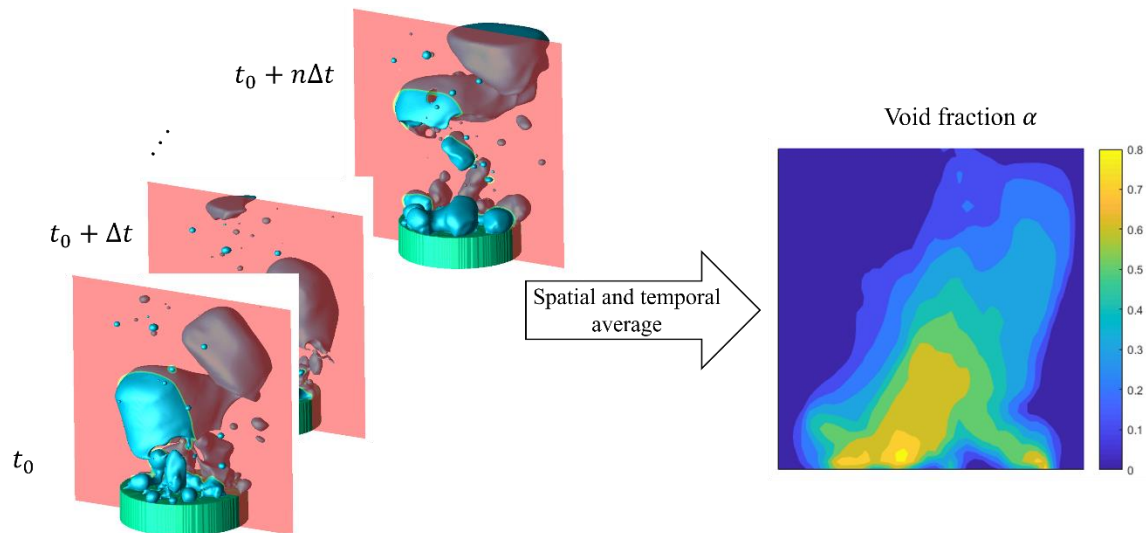 t₀ + nΔt
⋰
t₀ + Δt
t₀
Spatial and temporal
average
Void fraction α
0.8
0.7
0.6
0.5
0.4
0.3
0.2
0.1
0